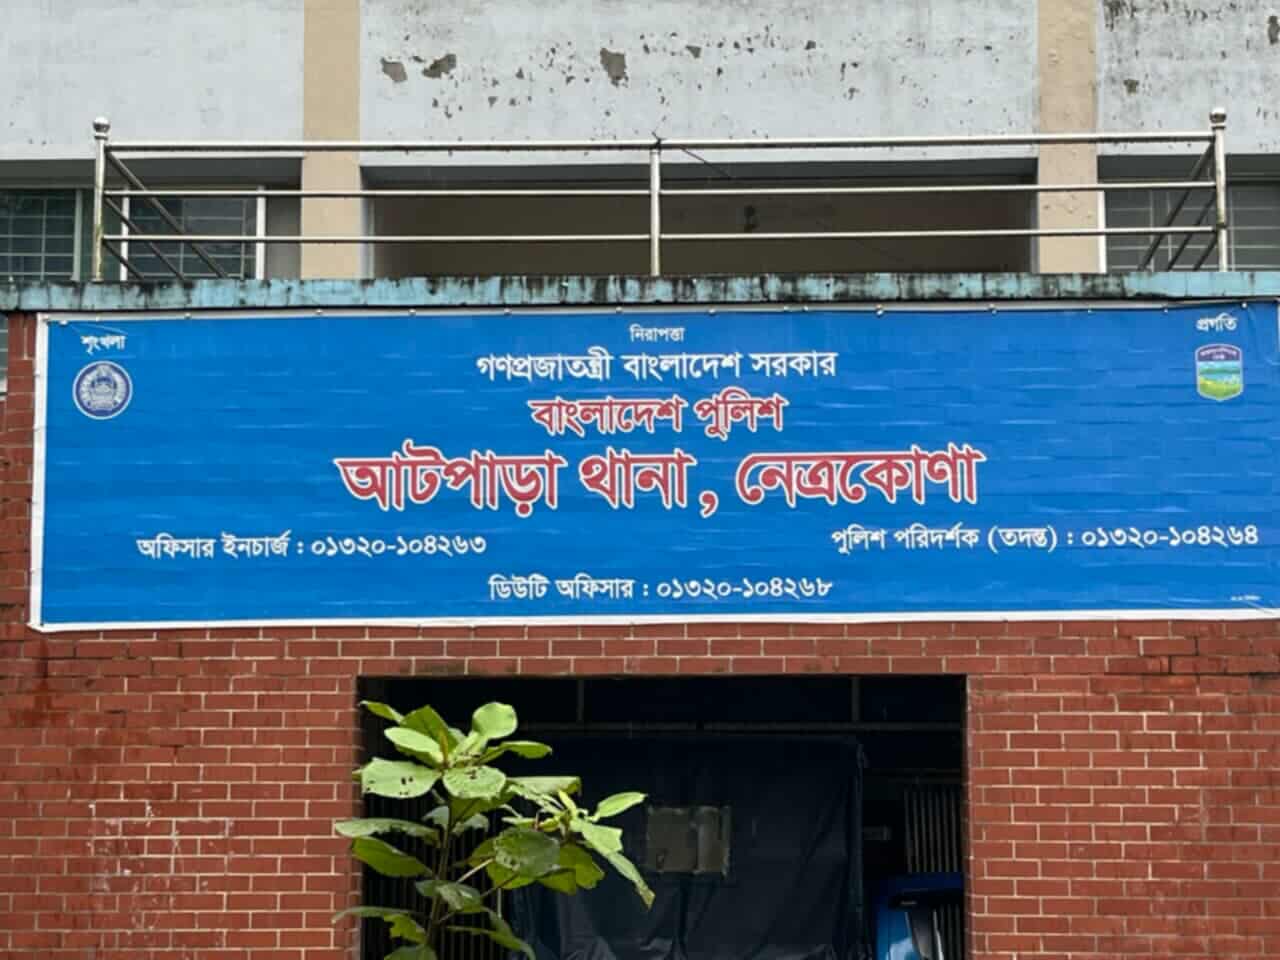 শৃংখলা
নিরাপত্তা
প্রগতি
গণপ্রজাতন্ত্রী বাংলাদেশ সরকার
বাংলাদেশ পুলিশ
আটপাড়া থানা, নেত্রকোণা
অফিসার ইনচার্জ : ০১৩২০-১০৪২৬৩
পুলিশ পরিদর্শক (তদন্ত) : ০১৩২০-১০৪২৬৪
ডিউটি অফিসার : ০১৩২০-১০৪২৬৮